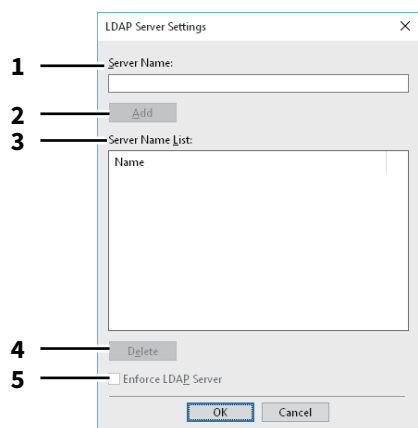 LDAP Server Settings
1 Server Name:
2 Add
3 Server Name List:
Name
4 Delete
5 Enforce LDAP Server
OK Cancel